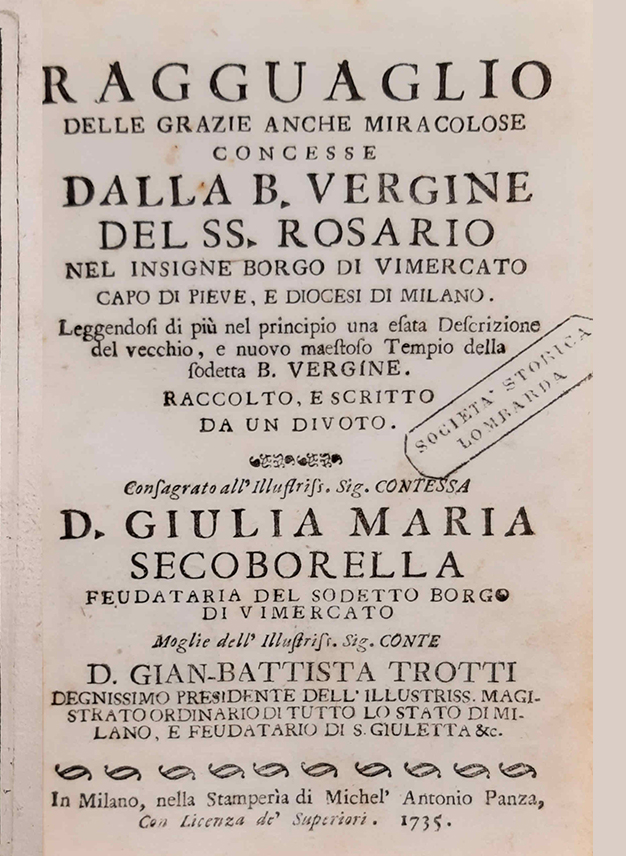 RAGGUAGLIO
DELLE GRAZIE ANCHE MIRACOLOSE
CONCESSE
DALLA B. VERGINE
DEL SS. ROSARIO
NEL INSIGNE BORGO DI VIMERCATO
CAPO DI PIEVE, E DIOCESI DI MILANO.
Leggendoſi di più nel principio una eſata Deſcrizione
del vecchio, e nuovo maeſtoſo Tempio della
ſodetta B. VERGINE.
RACCOLTO, E SCRITTO
DA UN DIVOTO.
SOCIETA' STORICA
LOMBARDA
Conſagrato all' Illuſtriſs. Sig. CONTESSA
D. GIULIA MARIA
SECOBORELLA
FEUDATARIA DEL SODETTO BORGO
DI VIMERCATO
Moglie dell' Illuſtriſs. Sig. CONTE
D. GIAN-BATTISTA TROTTI
DEGNISSIMO PRESIDENTE DELL' ILLUSTRISS. MAGI-
STRATO ORDINARIO DI TUTTO LO STATO DI MI-
LANO, E FEUDATARIO DI S. GIULETTA &c.
In Milano, nella Stamperìa di Michel' Antonio Panza,
Con Licenza de' Superiori. 1735.